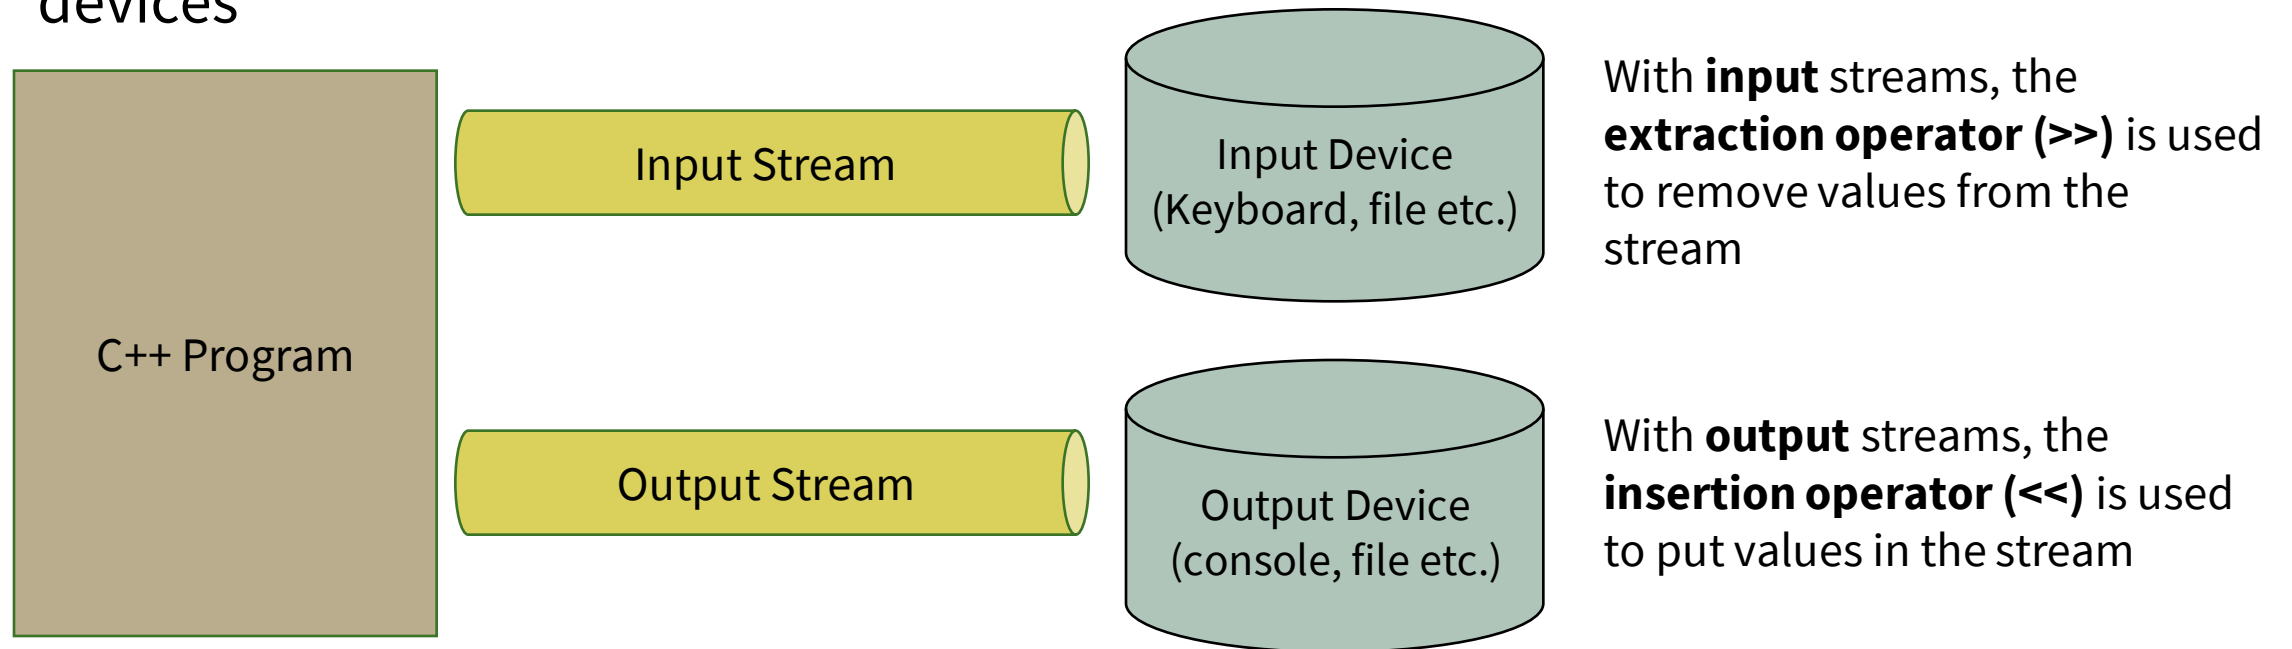 devices
C++ Program
Input Stream
Input Device
(Keyboard, file etc.)
With input streams, the
extraction operator (>>) is used
to remove values from the
stream
Output Stream
Output Device
(console, file etc.)
With output streams, the
insertion operator (<<) is used
to put values in the stream